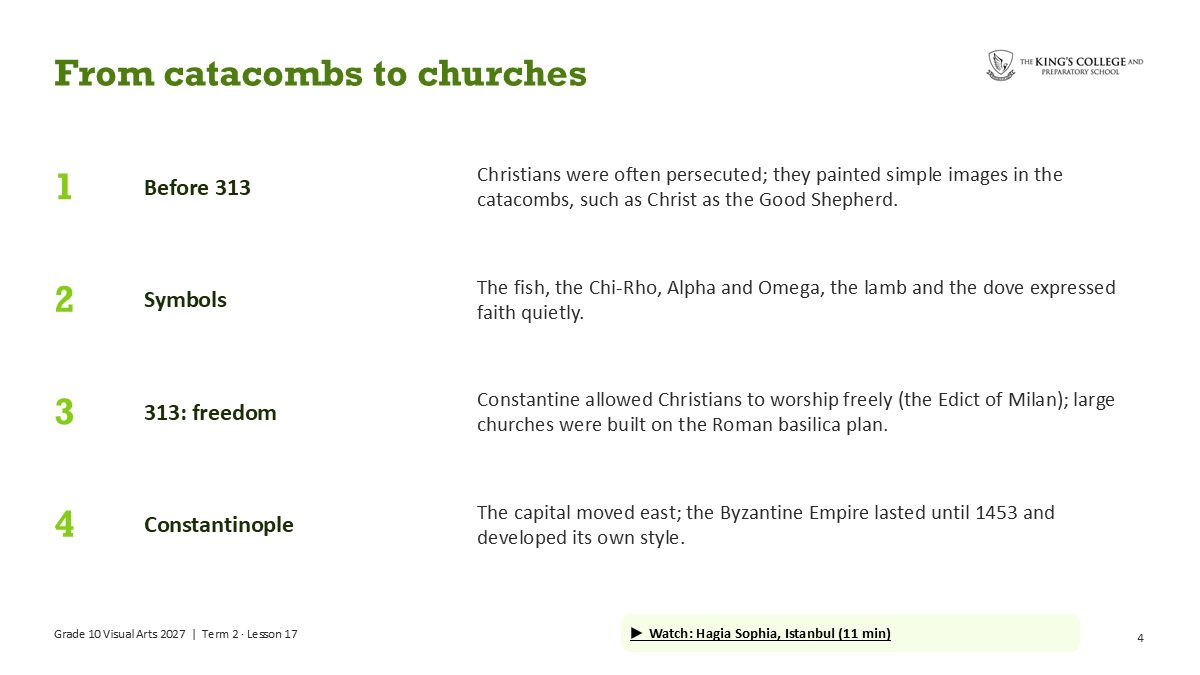 From catacombs to churches
THE KING'S COLLEGE AND
PREPARATORY SCHOOL
1
Before 313
Christians were often persecuted; they painted simple images in the
catacombs, such as Christ as the Good Shepherd.
2
Symbols
The fish, the Chi-Rho, Alpha and Omega, the lamb and the dove expressed
faith quietly.
3
313: freedom
Constantine allowed Christians to worship freely (the Edict of Milan); large
churches were built on the Roman basilica plan.
4
Constantinople
The capital moved east; the Byzantine Empire lasted until 1453 and
developed its own style.
Grade 10 Visual Arts 2027 | Term 2 · Lesson 17
▶ Watch: Hagia Sophia, Istanbul (11 min)
4